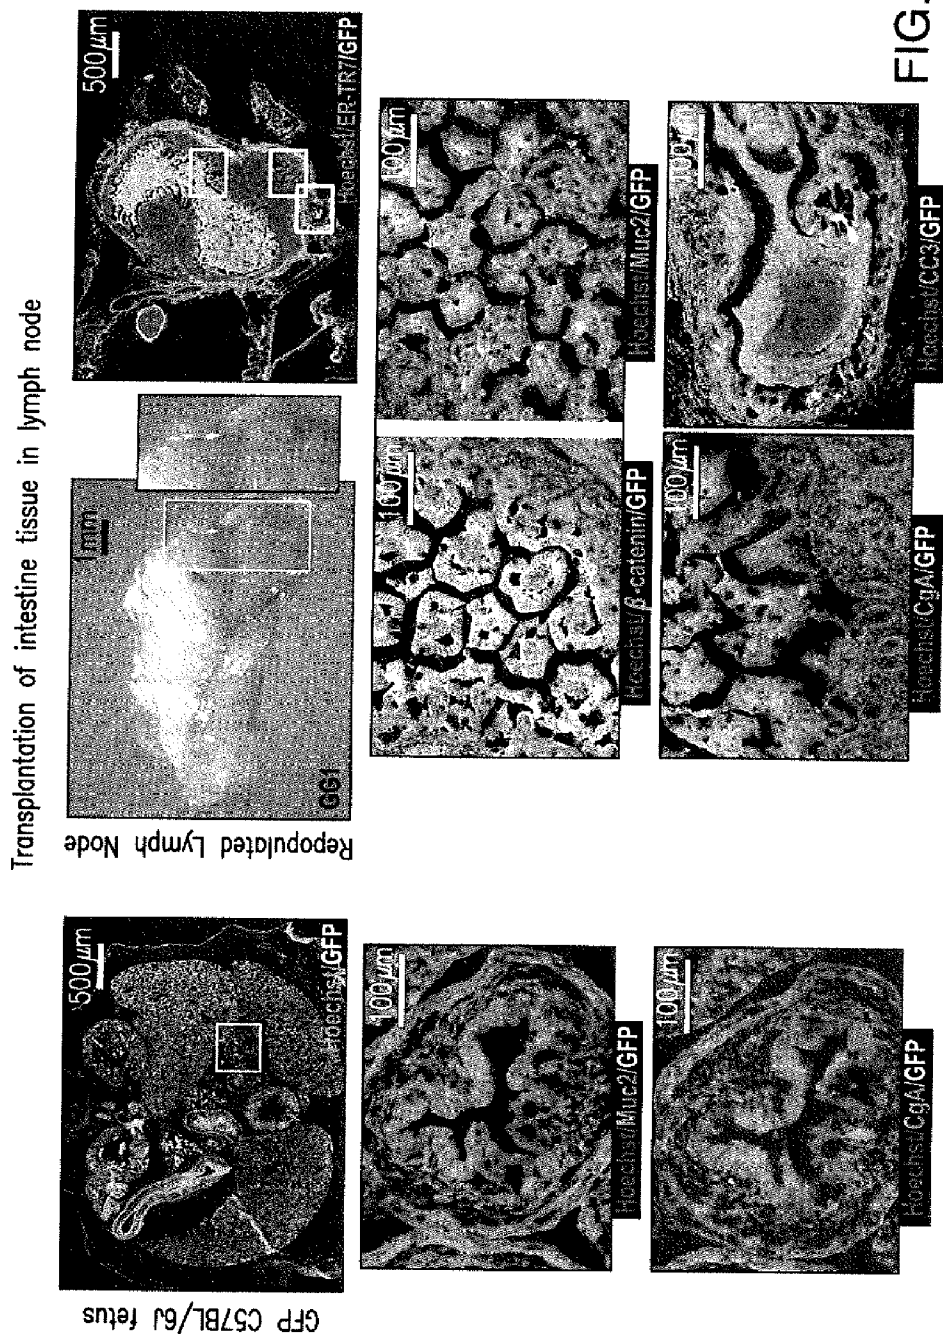 Transplantation of intestine tissue in lymph node
GFP C57BL/6J fetus
500µm
Hoechst/GFP
100µm
Hoechst/Muc2/GFP
100µm
Hoechst/CgA/GFP
Repopulated Lymph Node
1mm
GG1
500µm
Hoechst/ER-TR7/GFP
100µm
Hoechst/β-catenin/GFP
100µm
Hoechst/Muc2/GFP
100µm
Hoechst/CgA/GFP
100µm
Hoechst/CC3/GFP
FIG.